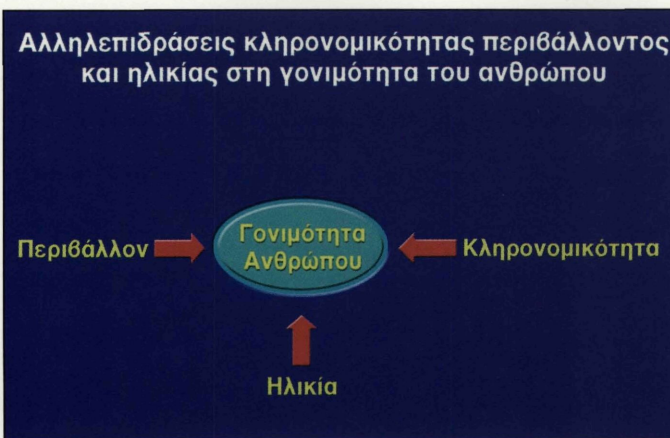 Αλληλεπιδράσεις κληρονομικότητας περιβάλλοντος
και ηλικίας στη γονιμότητα του ανθρώπου
Περιβάλλον
Γονιμότητα
Ανθρώπου
Κληρονομικότητα
Ηλικία